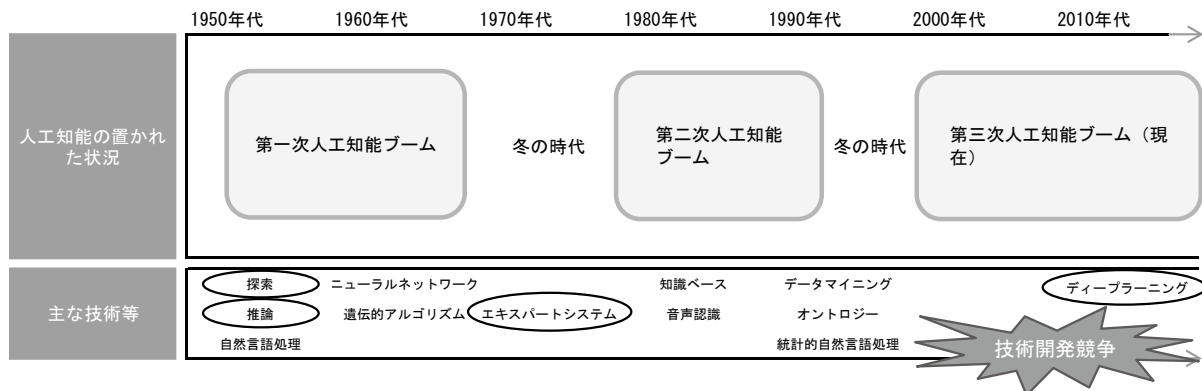 1950年代 1960年代 1970年代 1980年代 1990年代 2000年代 2010年代
人工知能の置かれ
た状況
第一次人工知能ブーム
冬の時代
第二次人工知能
ブーム
冬の時代
第三次人工知能ブーム（現
在）
主な技術等
探索 ニューラルネットワーク 知識ベース データマイニング ディープラーニング
推論 遺伝的アルゴリズム エキスパートシステム 音声認識 オントロジー
自然言語処理 統計的自然言語処理
技術開発競争